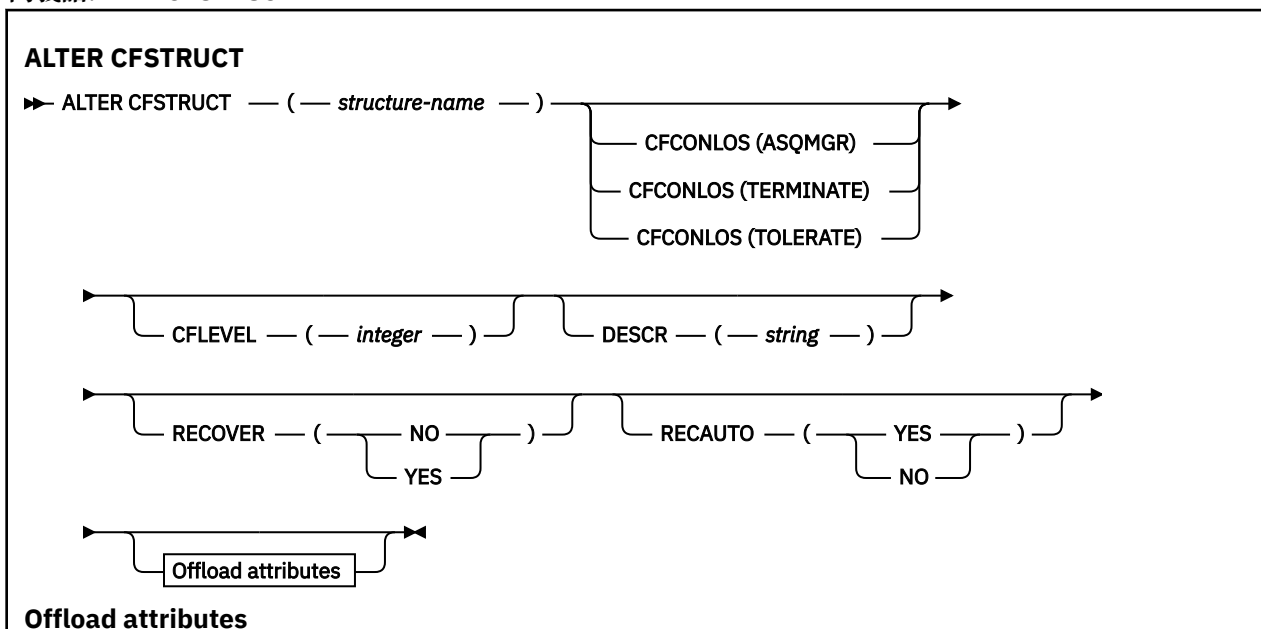 ALTER CFSTRUCT
ALTER CFSTRUCT ( structure-name )
CFCONLOS (ASQMGR)
CFCONLOS (TERMINATE)
CFCONLOS (TOLERATE)
CFLEVEL ( integer ) DESCR ( string )
RECOVER ( NO ) RECAUTO ( YES )
YES NO
Offload attributes
Offload attributes